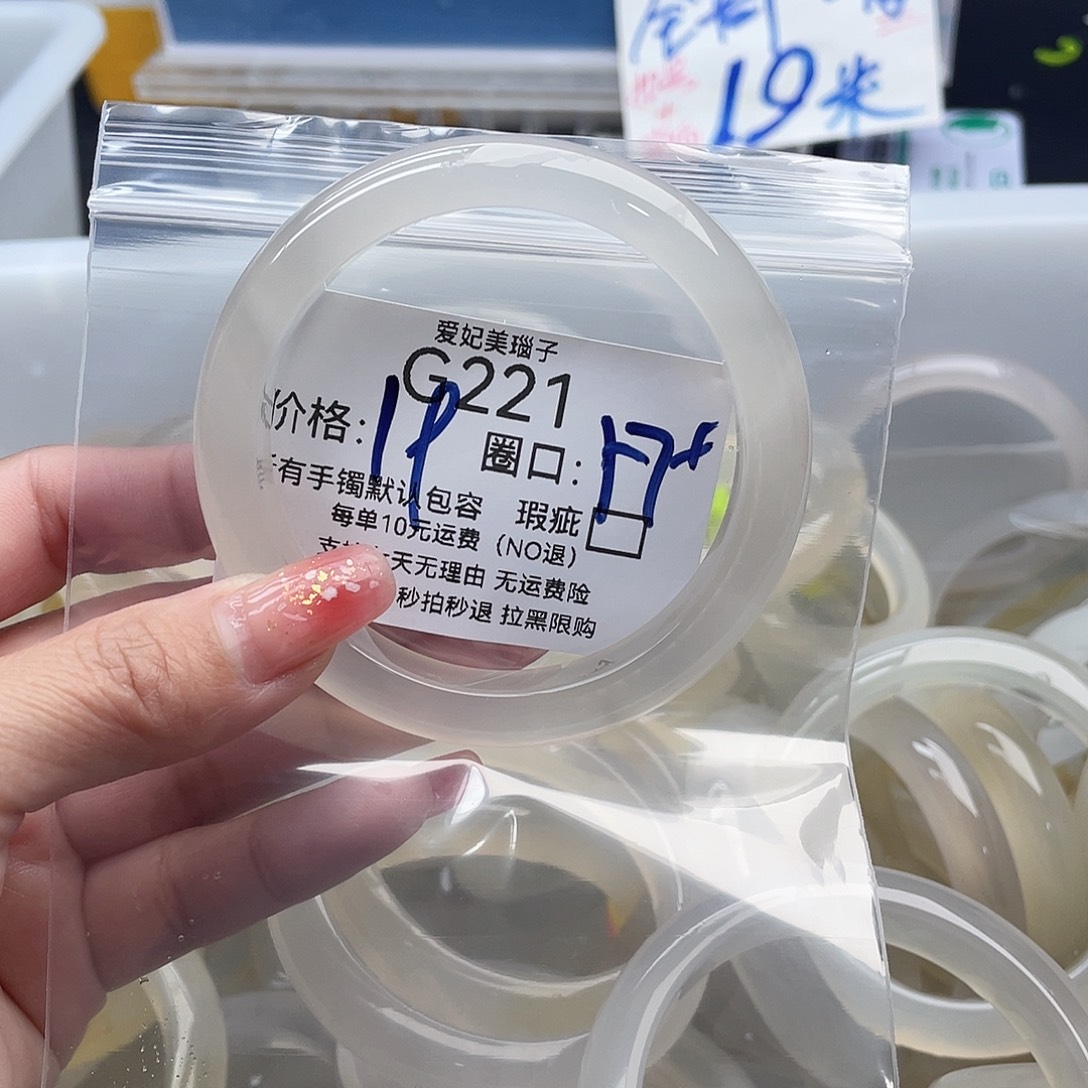 19米
爱妃美瑙子
G221
价格：19 圈口：57+
有手镯默认包容 瑕疵
每单10元运费（NO退）
天无理由 无运费险
秒拍秒退 拉黑限购